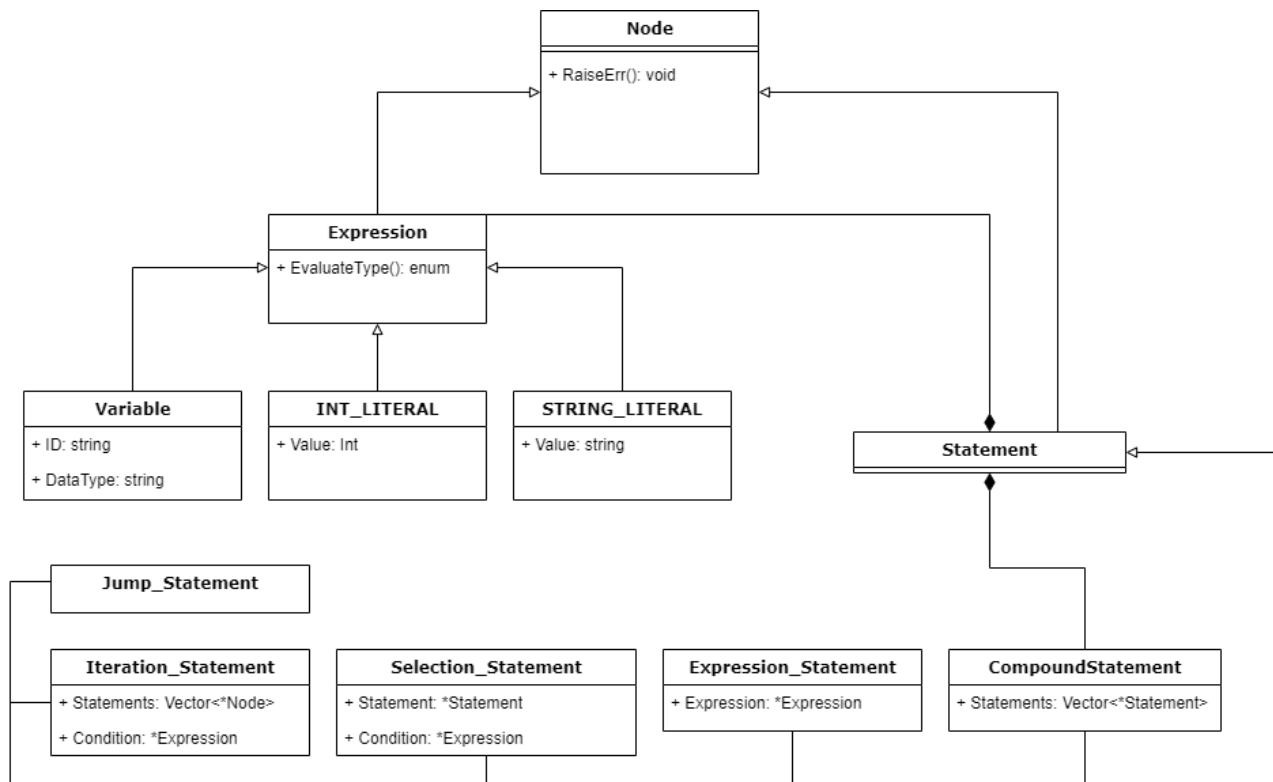 Node
+ RaiseErr(): void
Expression
+ EvaluateType(): enum
Variable
+ ID: string
+ DataType: string
INT_LITERAL
+ Value: Int
STRING_LITERAL
+ Value: string
Statement
Jump_Statement
Iteration_Statement
+ Statements: Vector<*Node>
+ Condition: *Expression
Selection_Statement
+ Statement: *Statement
+ Condition: *Expression
Expression_Statement
+ Expression: *Expression
CompoundStatement
+ Statements: Vector<*Statement>